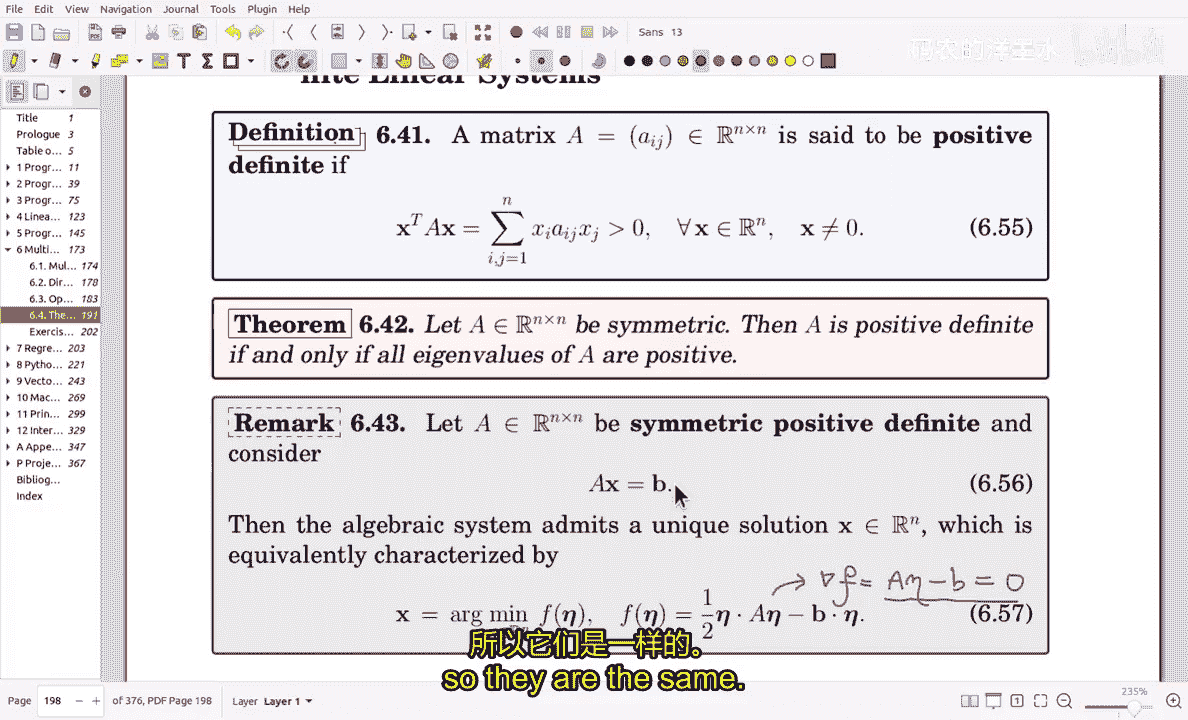 File Edit View Navigation Journal Tools Plugin Help
Sans 13
Title 1
Prologue 3
Table o... 5
1 Progr... 11
2 Progr... 39
3 Progr... 75
4 Linea... 123
5 Progr... 145
6 Multi... 173
6.1. Mul... 174
6.2. Dir... 178
6.3. Op... 183
6.4. The... 191
Exercis... 202
7 Regre... 203
8 Pytho... 221
9 Vecto... 243
10 Mac... 269
11 Prin... 299
12 Inter... 329
A Appe... 347
P Proje... 367
Bibliog...
Index
nite Linear Systems
Definition 6.41. A matrix A = (a_{ij}) ∈ ℝ^{n×n} is said to be positive
definite if
x^T Ax = ∑_{i,j=1}^{n} x_i a_{ij} x_j > 0, ∀ x ∈ ℝ^n, x ≠ 0. (6.55)
Theorem 6.42. Let A ∈ ℝ^{n×n} be symmetric. Then A is positive definite
if and only if all eigenvalues of A are positive.
Remark 6.43. Let A ∈ ℝ^{n×n} be symmetric positive definite and
consider
Ax = b. (6.56)
Then the algebraic system admits a unique solution x ∈ ℝ^n, which is
equivalently characterized by
→ ∇f = Aη − b = 0
x = arg min f(η), f(η) = 1/2 η · Aη − b · η. (6.57)
所以它们是一样的。
so they are the same.
Page 198 of 376, PDF Page 198 Layer Layer 1 235%